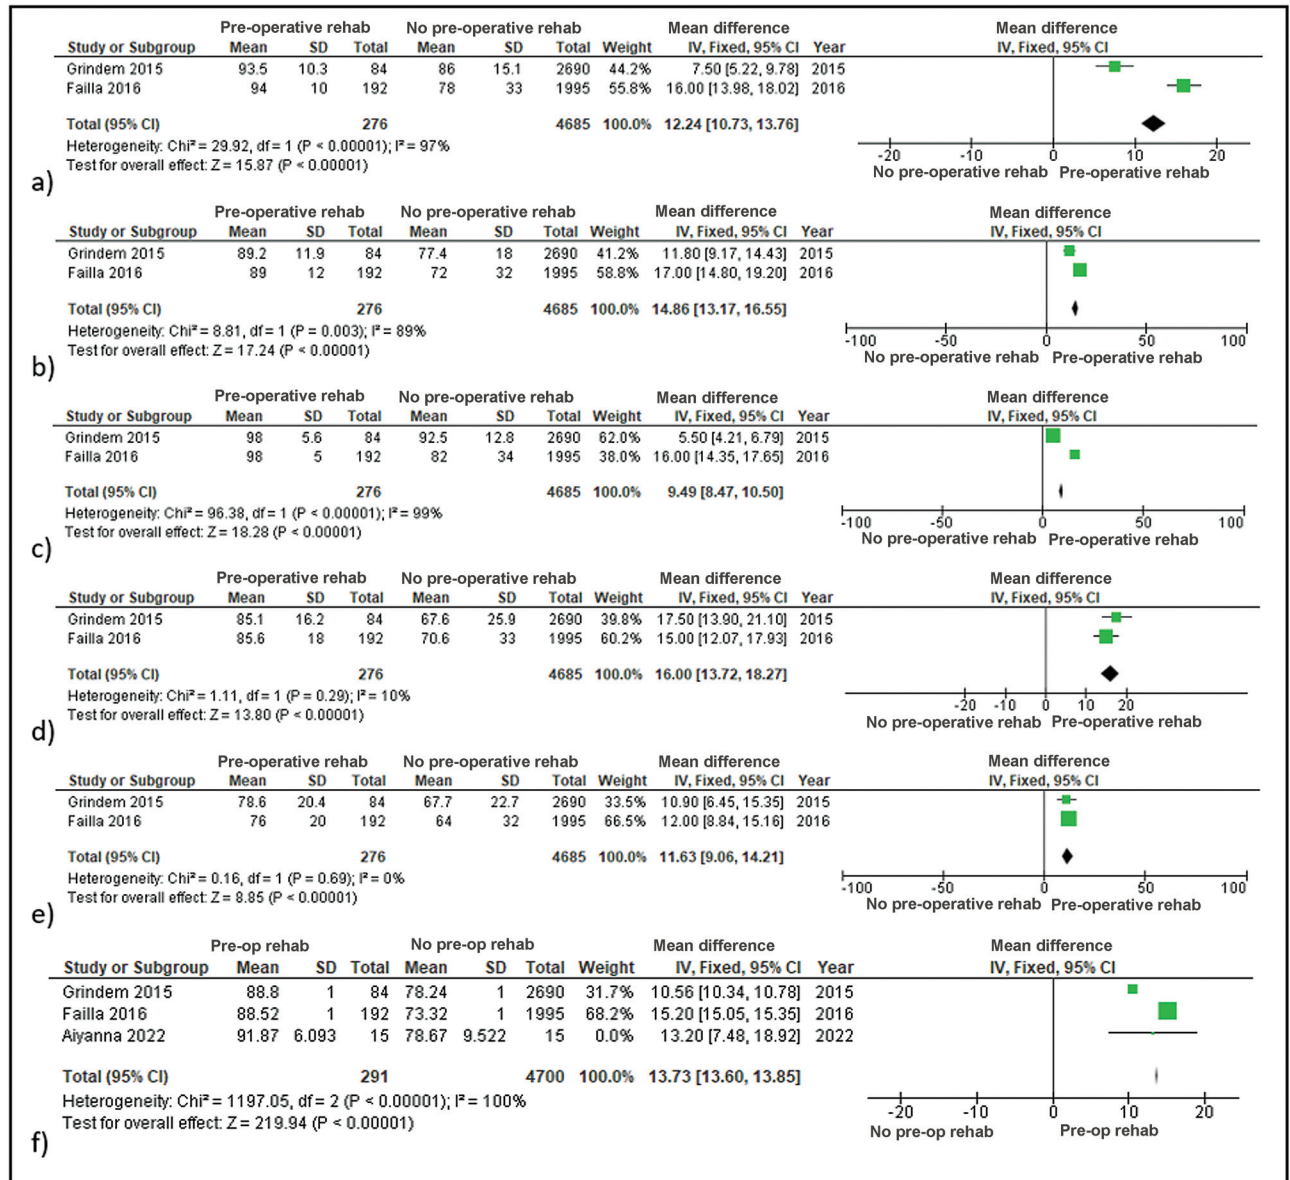 Pre-operative rehab No pre-operative rehab Mean difference Mean difference
Study or Subgroup Mean SD Total Mean SD Total Weight IV, Fixed, 95% CI Year IV, Fixed, 95% CI
Grindem 2015 93.5 10.3 84 86 15.1 2690 44.2% 7.50 [5.22, 9.78] 2015
Failla 2016 94 10 192 78 33 1995 55.8% 16.00 [13.98, 18.02] 2016
Total (95% CI) 276 4685 100.0% 12.24 [10.73, 13.76]
Heterogeneity: Chi² = 29.92, df = 1 (P < 0.00001); I² = 97%
Test for overall effect: Z = 15.87 (P < 0.00001)
-20 -10 0 10 20
No pre-operative rehab Pre-operative rehab
a)
Pre-operative rehab No pre-operative rehab Mean difference Mean difference
Study or Subgroup Mean SD Total Mean SD Total Weight IV, Fixed, 95% CI Year IV, Fixed, 95% CI
Grindem 2015 89.2 11.9 84 77.4 18 2690 41.2% 11.80 [9.17, 14.43] 2015
Failla 2016 89 12 192 72 32 1995 58.8% 17.00 [14.80, 19.20] 2016
Total (95% CI) 276 4685 100.0% 14.86 [13.17, 16.55]
Heterogeneity: Chi² = 8.81, df = 1 (P = 0.003); I² = 89%
Test for overall effect: Z = 17.24 (P < 0.00001)
-100 -50 0 50 100
No pre-operative rehab Pre-operative rehab
b)
Pre-operative rehab No pre-operative rehab Mean difference Mean difference
Study or Subgroup Mean SD Total Mean SD Total Weight IV, Fixed, 95% CI Year IV, Fixed, 95% CI
Grindem 2015 98 5.6 84 92.5 12.8 2690 62.0% 5.50 [4.21, 6.79] 2015
Failla 2016 98 5 192 82 34 1995 38.0% 16.00 [14.35, 17.65] 2016
Total (95% CI) 276 4685 100.0% 9.49 [8.47, 10.50]
Heterogeneity: Chi² = 96.38, df = 1 (P < 0.00001); I² = 99%
Test for overall effect: Z = 18.28 (P < 0.00001)
-100 -50 0 50 100
No pre-operative rehab Pre-operative rehab
c)
Pre-operative rehab No pre-operative rehab Mean difference Mean difference
Study or Subgroup Mean SD Total Mean SD Total Weight IV, Fixed, 95% CI Year IV, Fixed, 95% CI
Grindem 2015 85.1 16.2 84 67.6 25.9 2690 39.8% 17.50 [13.90, 21.10] 2015
Failla 2016 85.6 18 192 70.6 33 1995 60.2% 15.00 [12.07, 17.93] 2016
Total (95% CI) 276 4685 100.0% 16.00 [13.72, 18.27]
Heterogeneity: Chi² = 1.11, df = 1 (P = 0.29); I² = 10%
Test for overall effect: Z = 13.80 (P < 0.00001)
-20 -10 0 10 20
No pre-operative rehab Pre-operative rehab
d)
Pre-operative rehab No pre-operative rehab Mean difference Mean difference
Study or Subgroup Mean SD Total Mean SD Total Weight IV, Fixed, 95% CI Year IV, Fixed, 95% CI
Grindem 2015 78.6 20.4 84 67.7 22.7 2690 33.5% 10.90 [6.45, 15.35] 2015
Failla 2016 76 20 192 64 32 1995 66.5% 12.00 [8.84, 15.16] 2016
Total (95% CI) 276 4685 100.0% 11.63 [9.06, 14.21]
Heterogeneity: Chi² = 0.16, df = 1 (P = 0.69); I² = 0%
Test for overall effect: Z = 8.85 (P < 0.00001)
-100 -50 0 50 100
No pre-operative rehab Pre-operative rehab
e)
Pre-op rehab No pre-op rehab Mean difference Mean difference
Study or Subgroup Mean SD Total Mean SD Total Weight IV, Fixed, 95% CI Year IV, Fixed, 95% CI
Grindem 2015 88.8 1 84 78.24 1 2690 31.7% 10.56 [10.34, 10.78] 2015
Failla 2016 88.52 1 192 73.32 1 1995 68.2% 15.20 [15.05, 15.35] 2016
Aiyanna 2022 91.87 6.093 15 78.67 9.522 15 0.0% 13.20 [7.48, 18.92] 2022
Total (95% CI) 291 4700 100.0% 13.73 [13.60, 13.85]
Heterogeneity: Chi² = 1197.05, df = 2 (P < 0.00001); I² = 100%
Test for overall effect: Z = 219.94 (P < 0.00001)
-20 -10 0 10 20
No pre-op rehab Pre-op rehab
f)